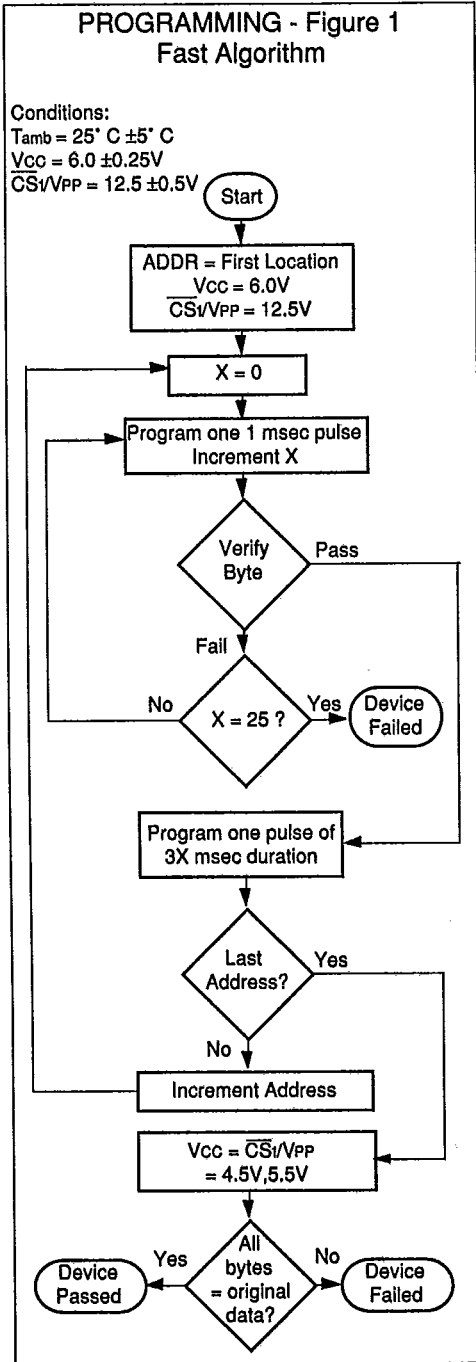 PROGRAMMING - Figure 1
Fast Algorithm
Conditions:
Tamb = 25° C ±5° C
Vcc = 6.0 ±0.25V
CS1/VPP = 12.5 ±0.5V
Start
ADDR = First Location
Vcc = 6.0V
CS1/VPP = 12.5V
X = 0
Program one 1 msec pulse
Increment X
Verify
Byte
Pass
Fail
No
X = 25 ?
Yes
Device
Failed
Program one pulse of
3X msec duration
Last
Address?
Yes
No
Increment Address
Vcc = CS1/VPP
= 4.5V,5.5V
Device
Passed
Yes
All
bytes
= original
data?
No
Device
Failed